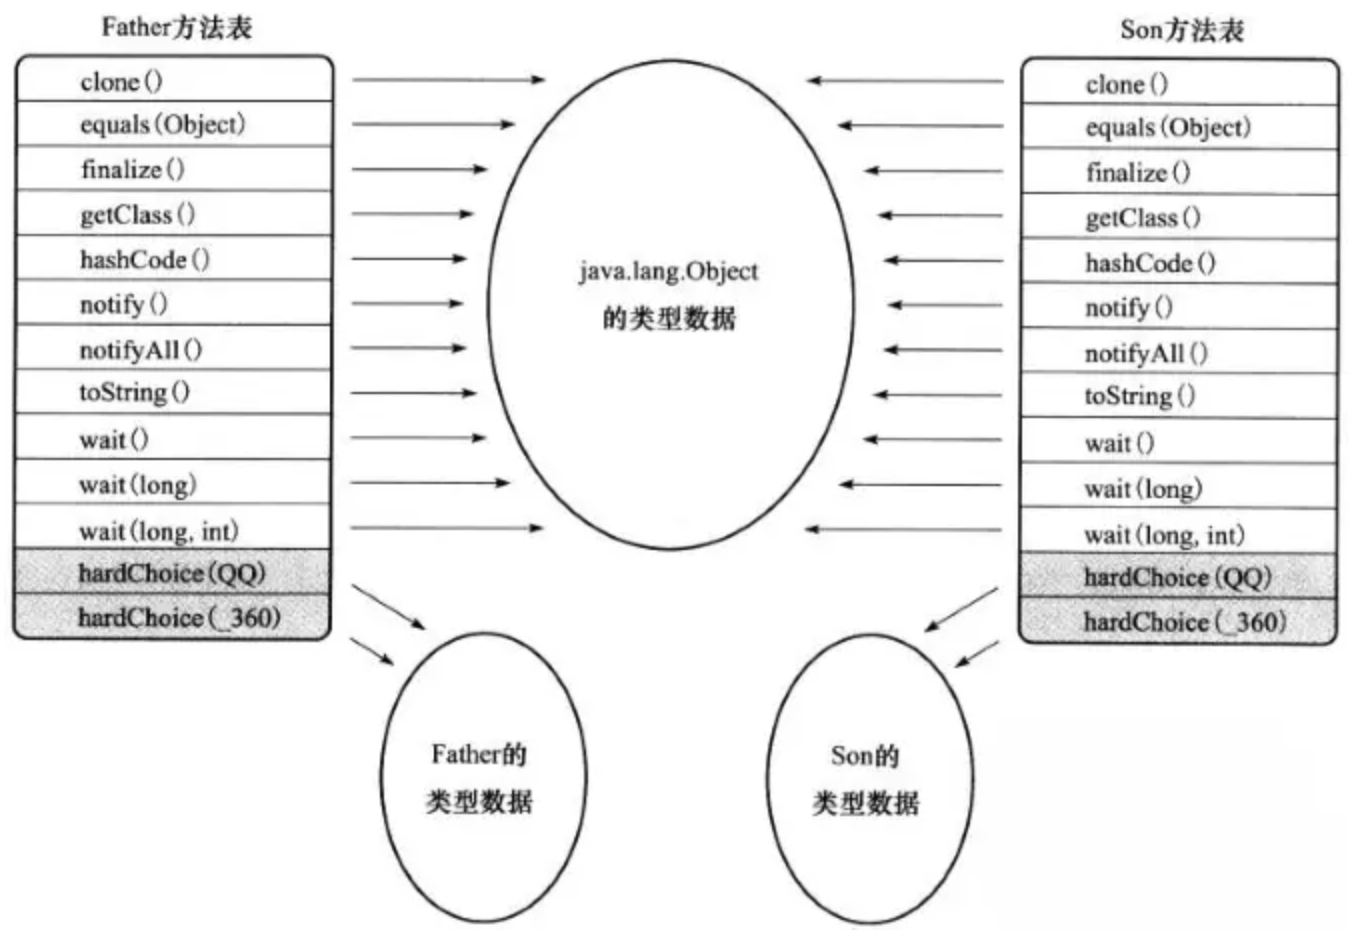 Father方法表
clone()
equals(Object)
finalize()
getClass()
hashCode()
notify()
notifyAll()
toString()
wait()
wait(long)
wait(long, int)
hardChoice(QQ)
hardChoice(_360)
java.lang.Object
的类型数据
Son方法表
clone()
equals(Object)
finalize()
getClass()
hashCode()
notify()
notifyAll()
toString()
wait()
wait(long)
wait(long, int)
hardChoice(QQ)
hardChoice(_360)
Father的
类型数据
Son的
类型数据